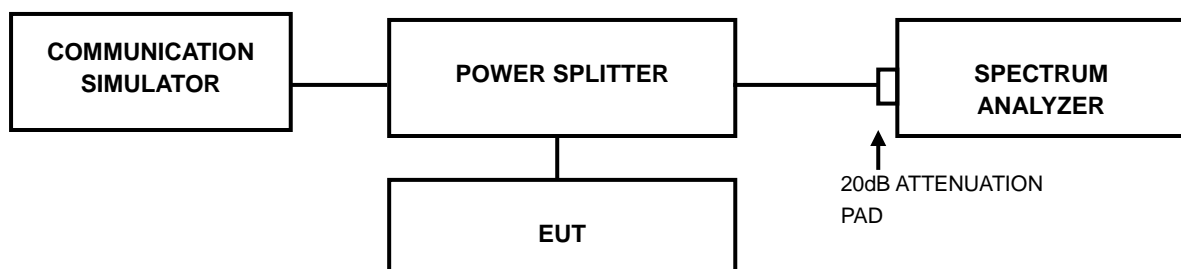 COMMUNICATION
SIMULATOR
POWER SPLITTER
SPECTRUM
ANALYZER
20dB ATTENUATION
PAD
EUT